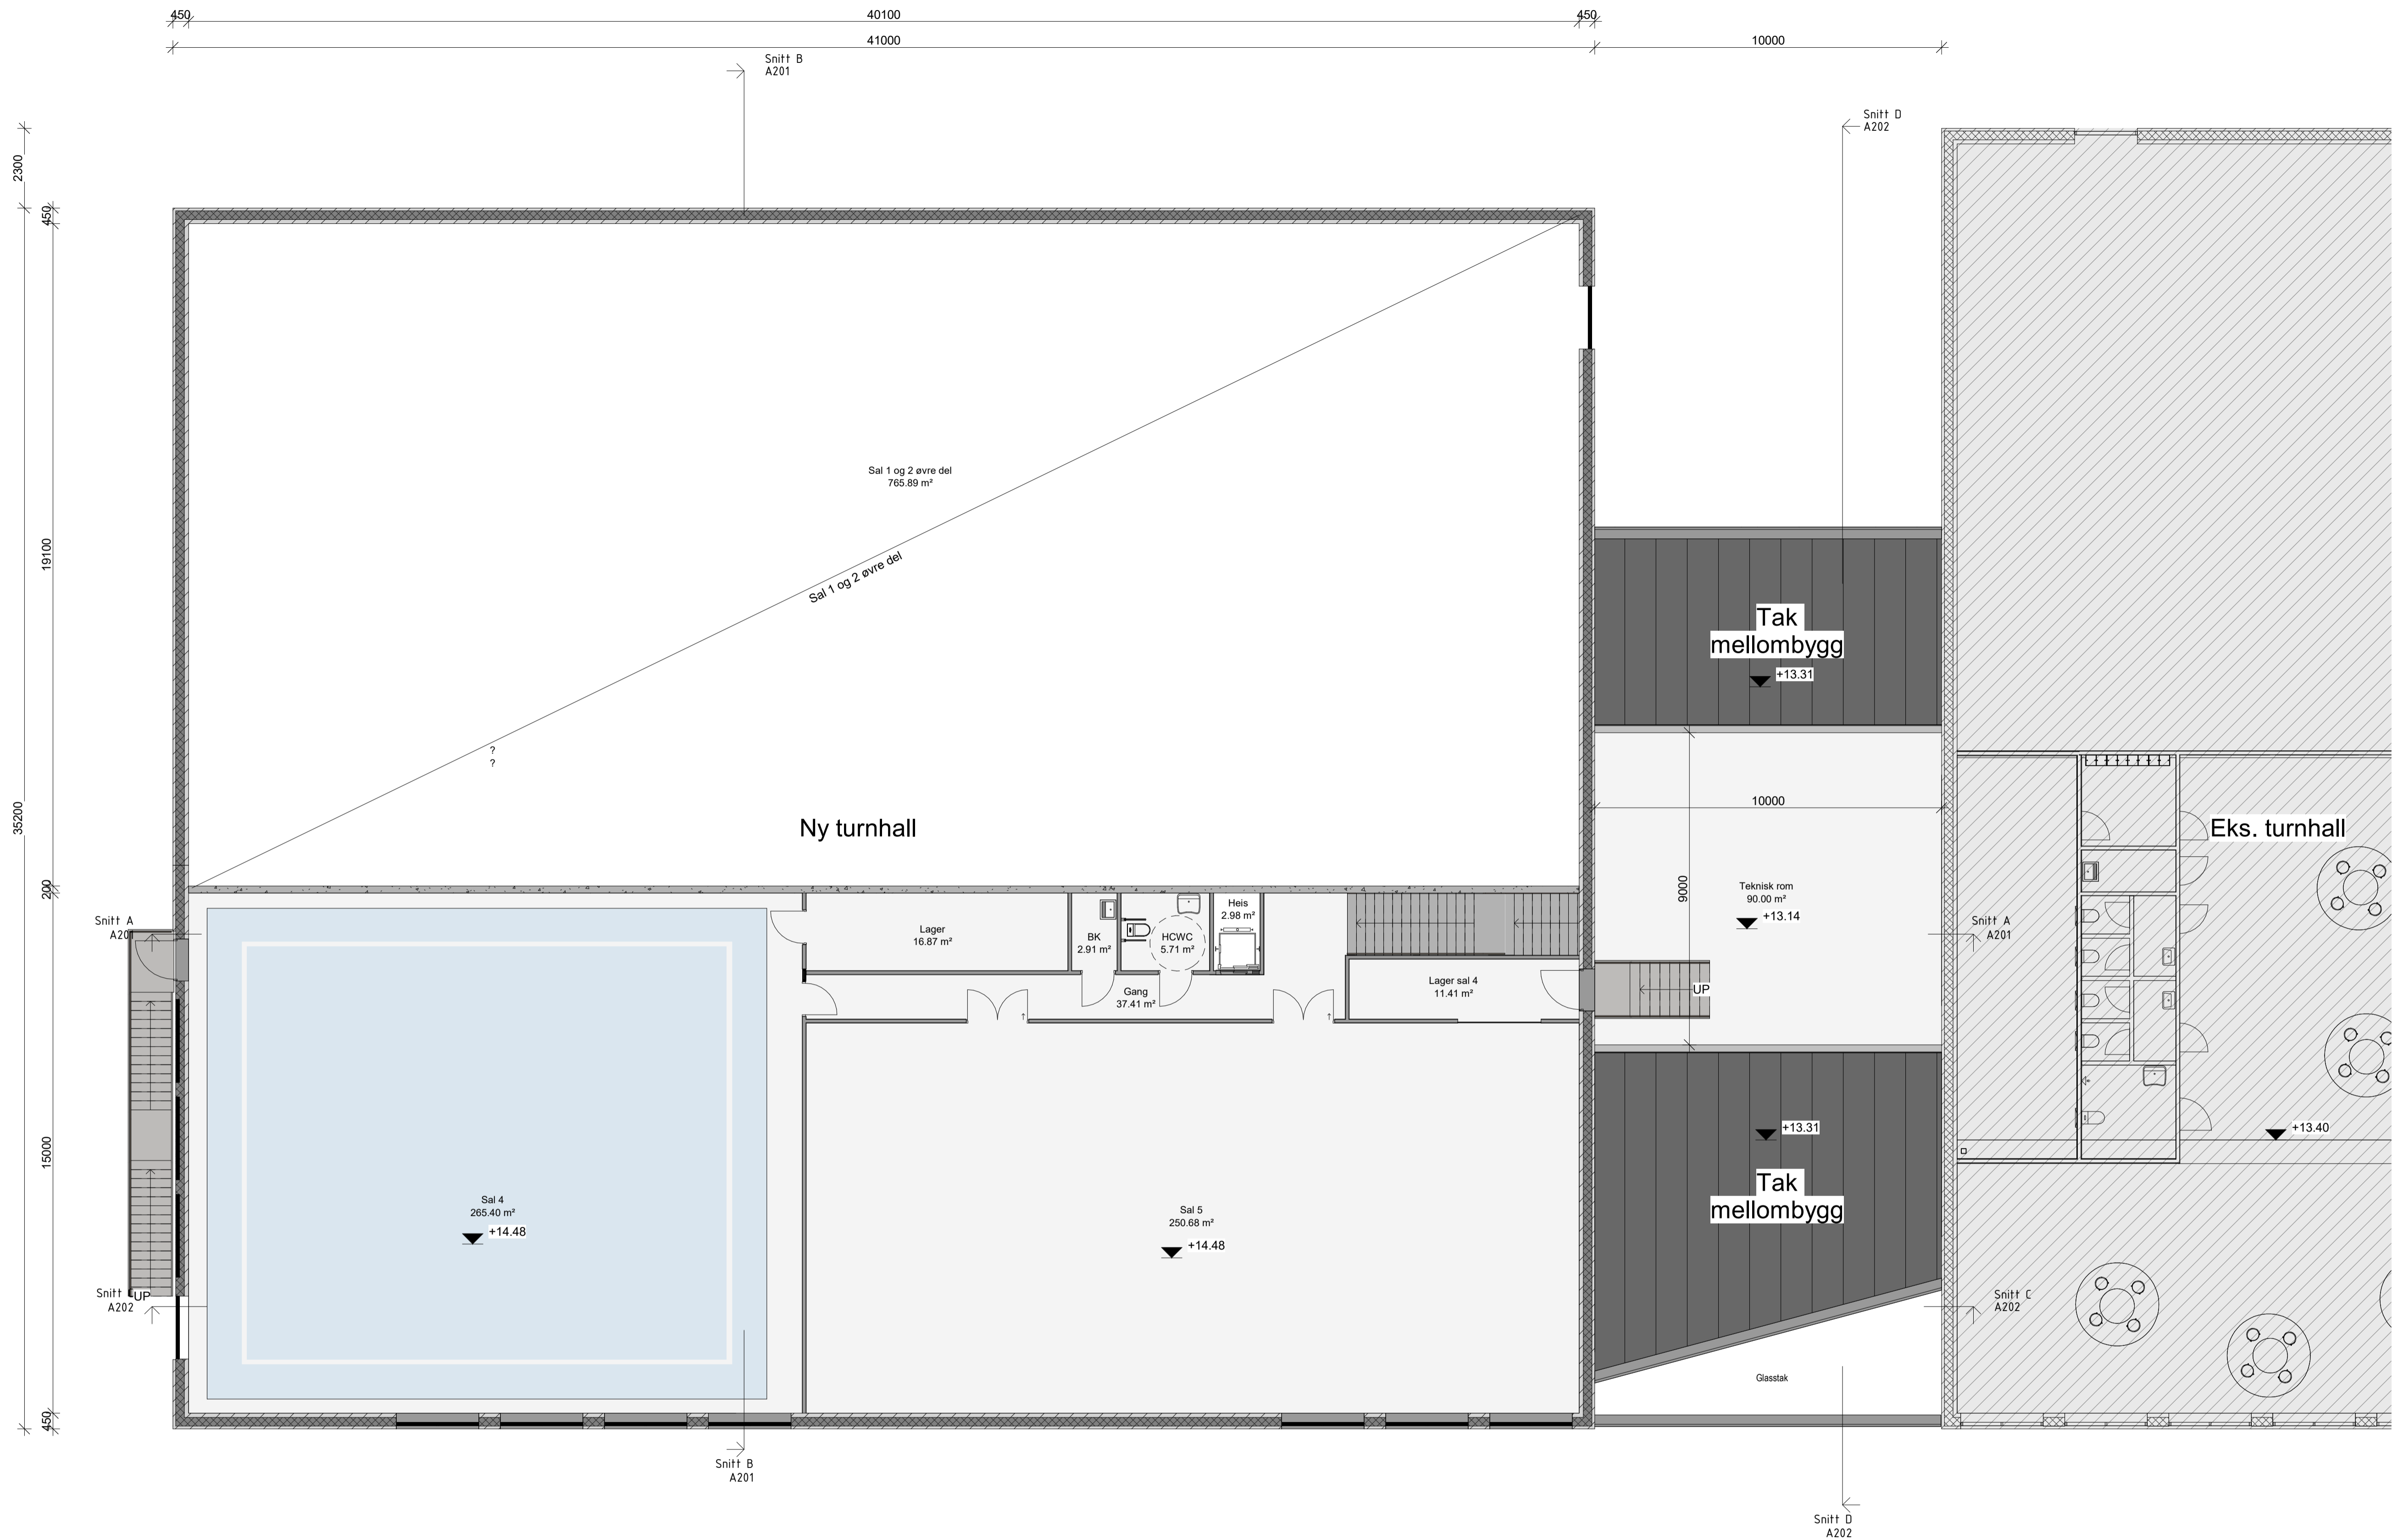 450
40100
450
41000
10000
Snitt B
A201
Snitt D
A202
2300
450
Sal 1 og 2 øvre del
765.89 m²
19100
Sal 1 og 2 øvre del
Tak
mellombygg
+13.31
?
?
10000
35200
Ny turnhall
Eks. turnhall
200
9000
Teknisk rom
90.00 m²
+13.14
Snitt A
A20
Lager
16.87 m²
BK
2.91 m²
HCWC
5.71 m²
Heis
2.98 m²
Snitt A
A201
Gang
37.41 m²
Lager sal 4
11.41 m²
UP
15000
+13.31
+13.40
Tak
mellombygg
Sal 4
265.40 m²
+14.48
Sal 5
250.68 m²
+14.48
Snitt
A202
UP
Snitt C
A202
Glasstak
450
Snitt B
A201
Snitt D
A202